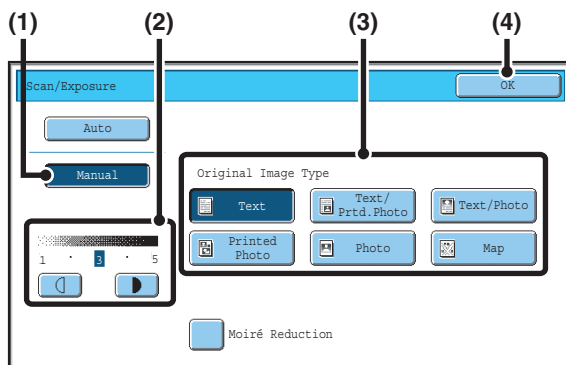 (1) (2) (3) (4)
Scan/Exposure OK
Auto
Manual
Original Image Type
Text
Text/
Prtd.Photo
Text/Photo
Printed
Photo
Photo
Map
1 · 3 · 5
Moiré Reduction